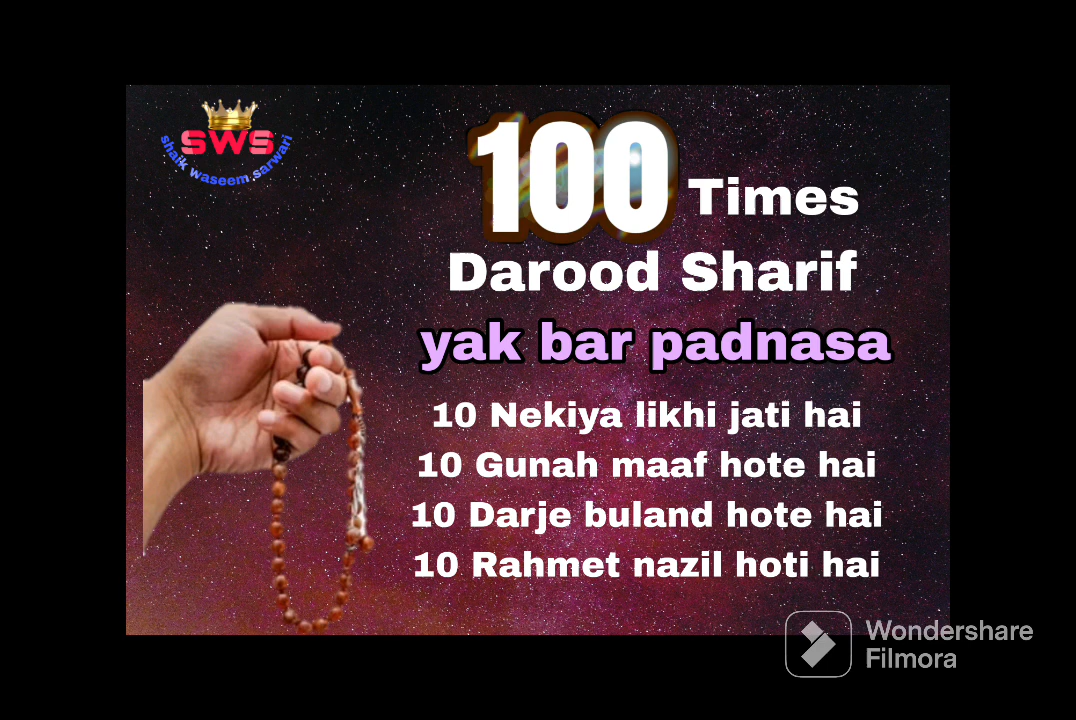 SWS
shaik waseem sarwari
100 Times
Darood Sharif
yak bar padnasa
10 Nekiya likhi jati hai
10 Gunah maaf hote hai
10 Darje buland hote hai
10 Rahmet nazil hoti hai
Wondershare
Filmora